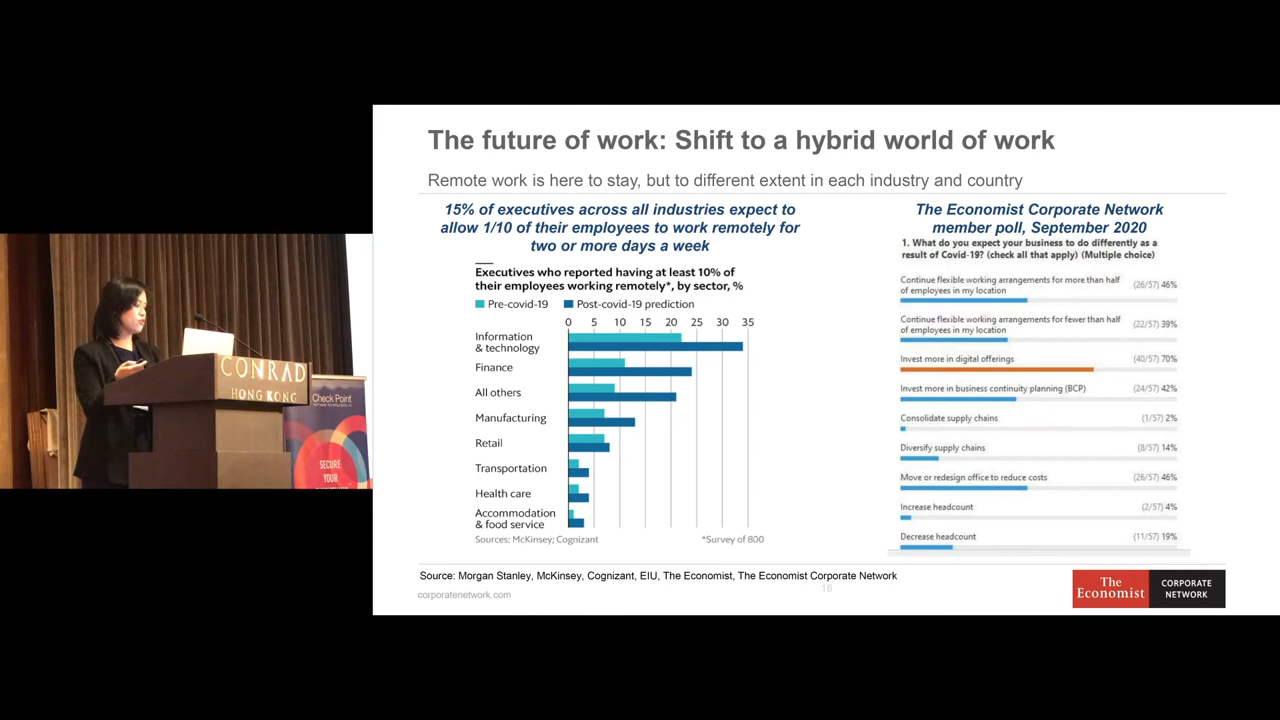 The future of work: Shift to a hybrid world of work
Remote work is here to stay, but to different extent in each industry and country
15% of executives across all industries expect to
allow 1/10 of their employees to work remotely for
two or more days a week
Executives who reported having at least 10% of
their employees working remotely*, by sector, %
Pre-covid-19 Post-covid-19 prediction
0 5 10 15 20 25 30 35
Information
& technology
Finance
All others
Manufacturing
Retail
Transportation
Health care
Accommodation
& food service
Sources: McKinsey; Cognizant *Survey of 800
The Economist Corporate Network
member poll, September 2020
1. What do you expect your business to do differently as a
result of Covid-19? (check all that apply) (Multiple choice)
Continue flexible working arrangements for more than half
of employees in my location
(26/57) 46%
Continue flexible working arrangements for fewer than half
of employees in my location
(22/57) 39%
Invest more in digital offerings (40/57) 70%
Invest more in business continuity planning (BCP) (24/57) 42%
Consolidate supply chains (1/57) 2%
Diversify supply chains (8/57) 14%
Move or redesign office to reduce costs (26/57) 46%
Increase headcount (2/57) 4%
Decrease headcount (11/57) 19%
Source: Morgan Stanley, McKinsey, Cognizant, EIU, The Economist, The Economist Corporate Network
corporatenetwork.com
16
The
Economist
CORPORATE
NETWORK
CONRAD
HONG KONG
Check Point
SECURE
YOUR